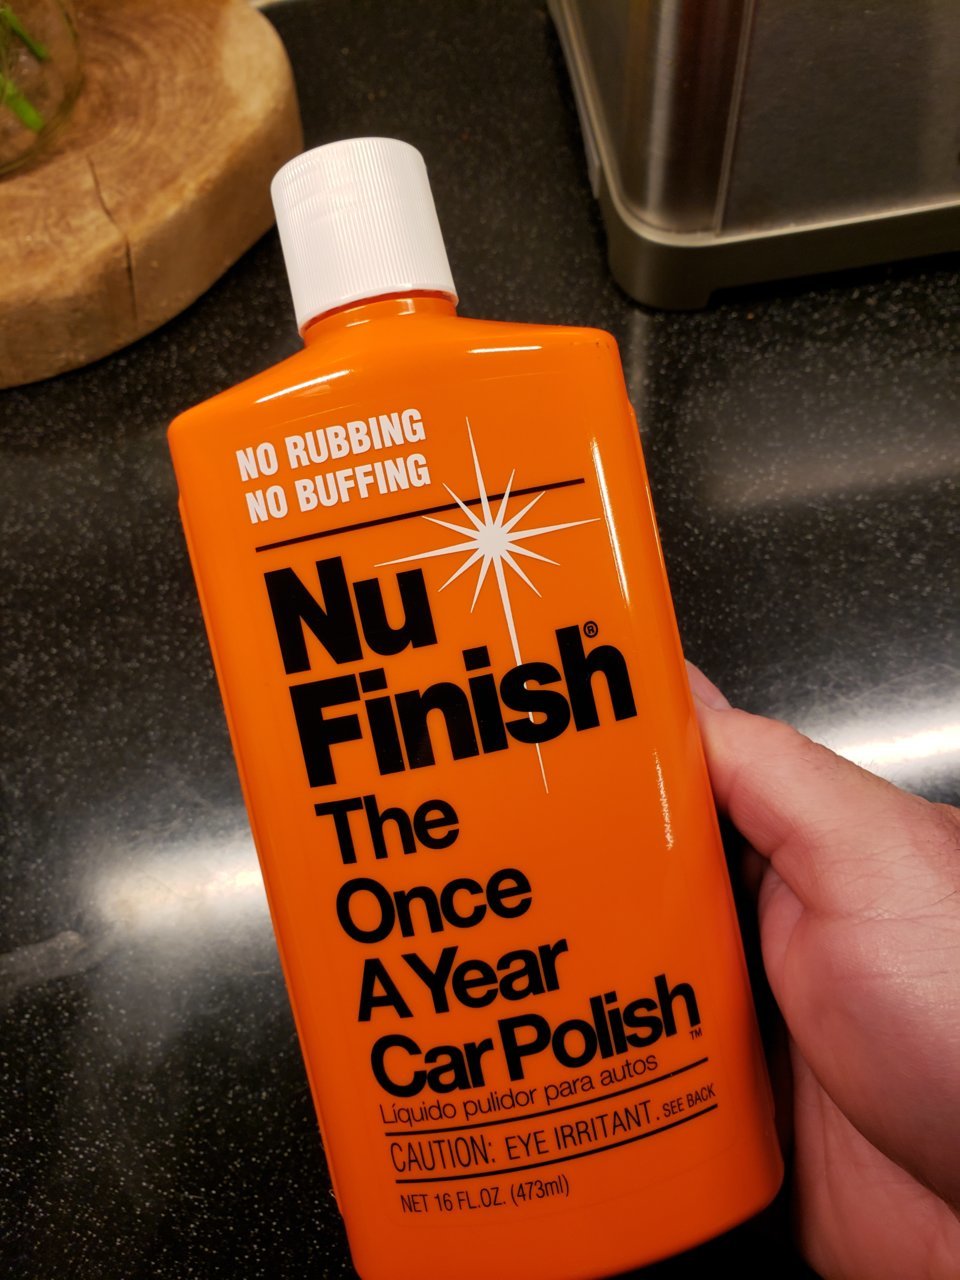 NO RUBBING
NO BUFFING
Nu
Finish®
The
Once
A Year
Car Polish™
Líquido pulidor para autos
CAUTION: EYE IRRITANT. SEE BACK
NET 16 FL.OZ. (473ml)